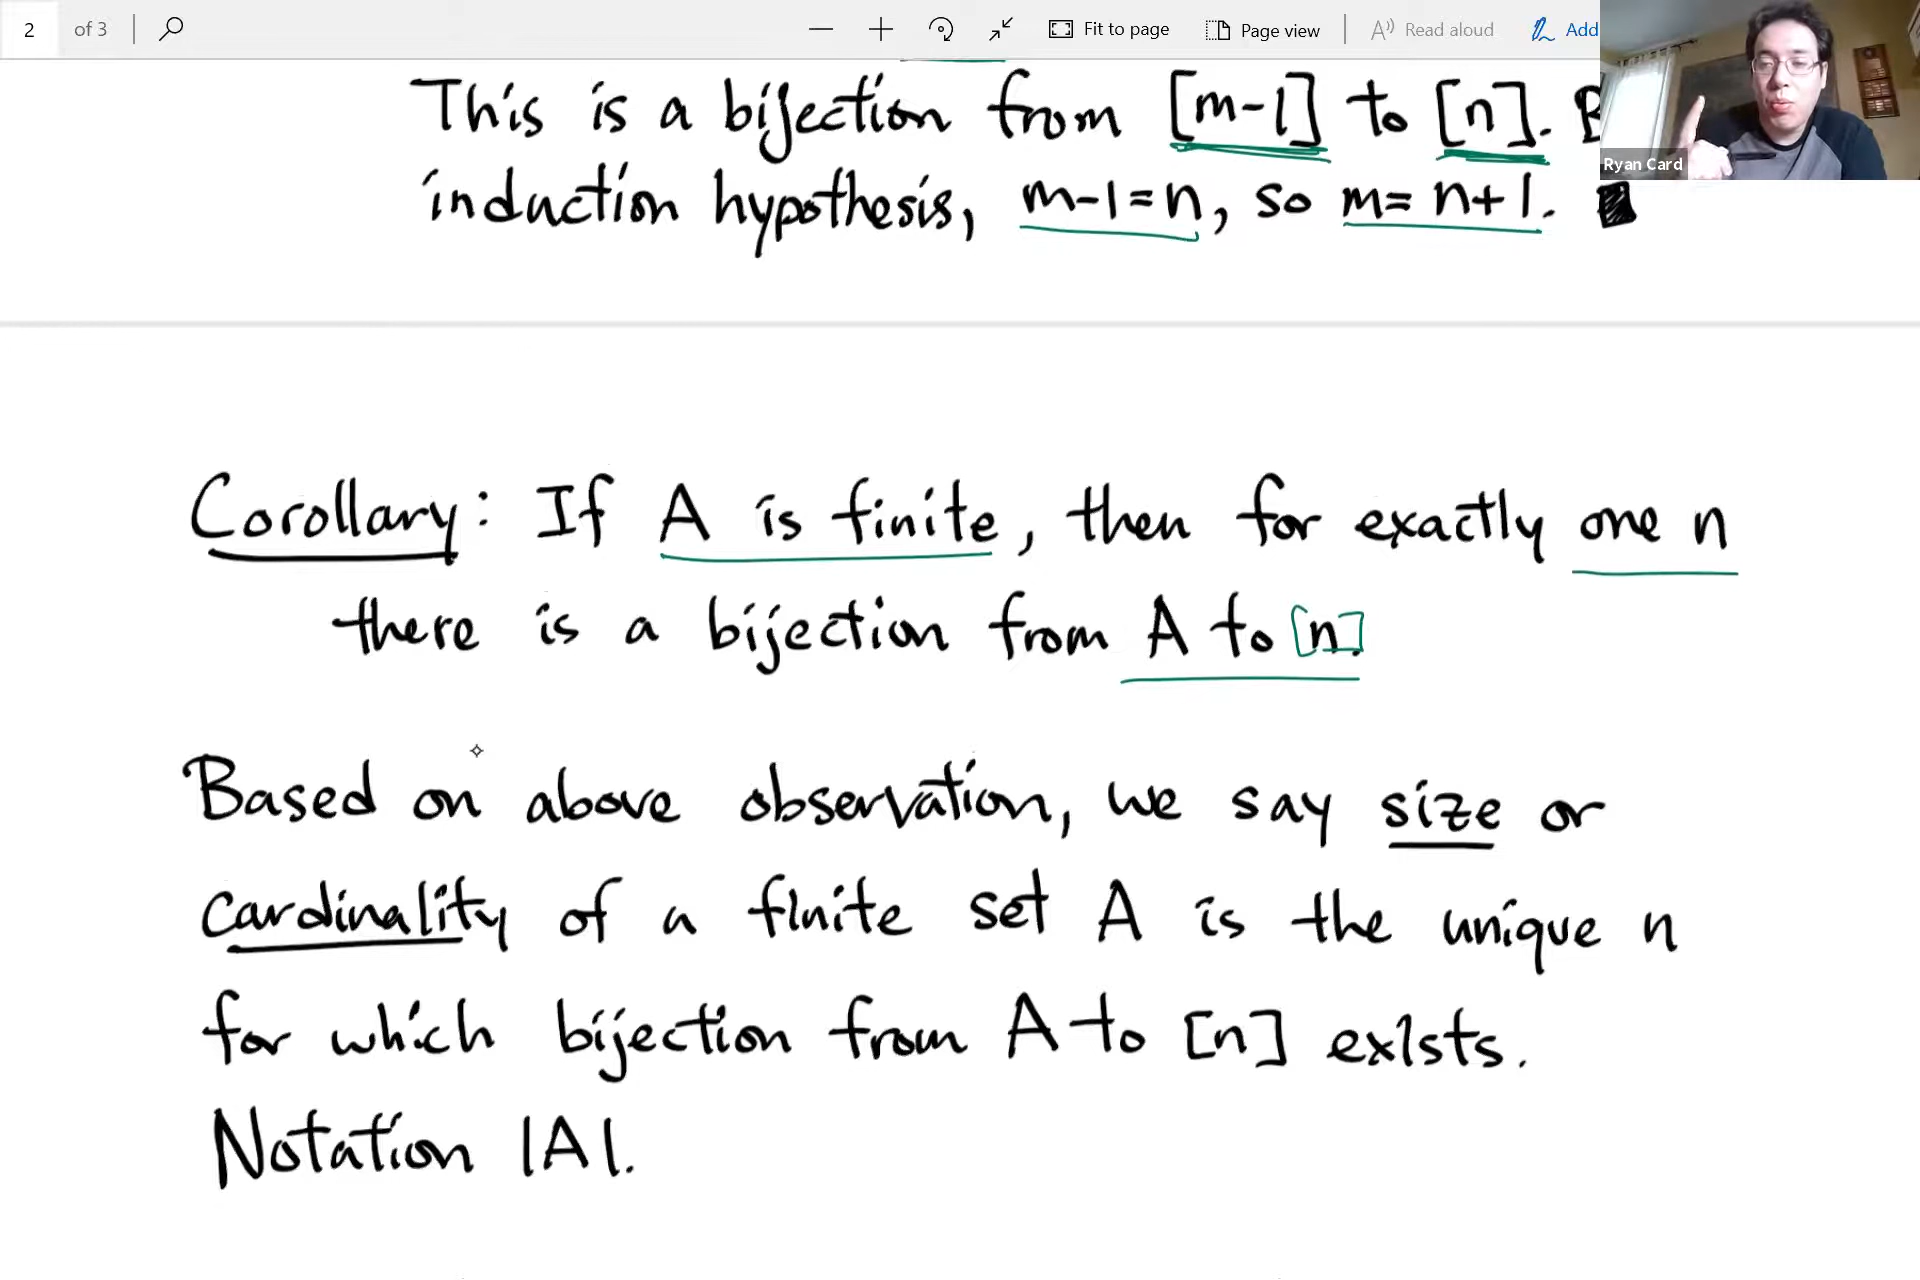 2 of 3 Fit to page Page view Read aloud Add
This is a bijection from [m-1] to [n].
induction hypothesis, m-1=n, so m=n+1.
Ryan Card
Corollary: If A is finite, then for exactly one n
there is a bijection from A to [n].
Based on above observation, we say size or
cardinality of a finite set A is the unique n
for which bijection from A to [n] exists.
Notation |A|.